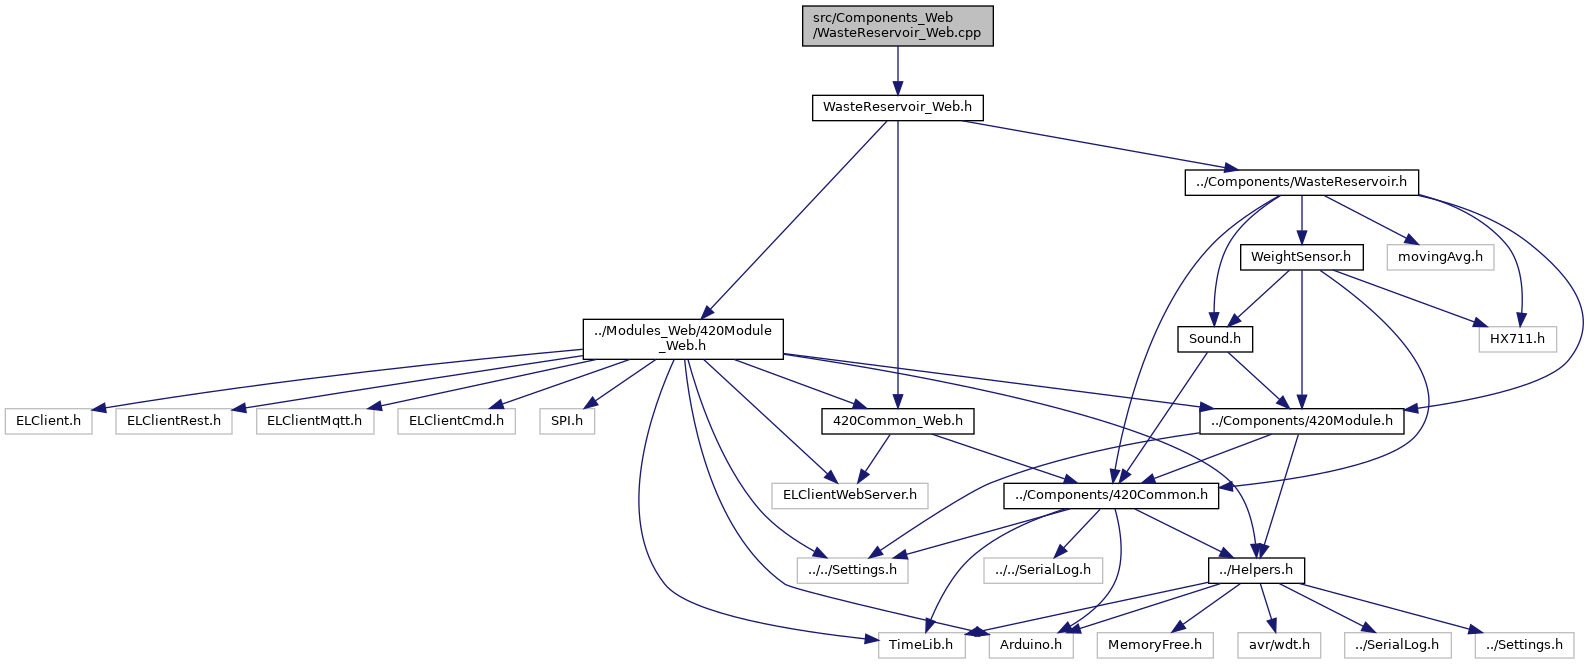 src/Components_Web
/WasteReservoir_Web.cpp
WasteReservoir_Web.h
../Components/WasteReservoir.h
WeightSensor.h
movingAvg.h
../Modules_Web/420Module
_Web.h
Sound.h
HX711.h
ELClient.h
ELClientRest.h
ELClientMqtt.h
ELClientCmd.h
SPI.h
420Common_Web.h
../Components/420Module.h
ELClientWebServer.h
../Components/420Common.h
../../Settings.h
../../SerialLog.h
../Helpers.h
TimeLib.h
Arduino.h
MemoryFree.h
avr/wdt.h
../SerialLog.h
../Settings.h